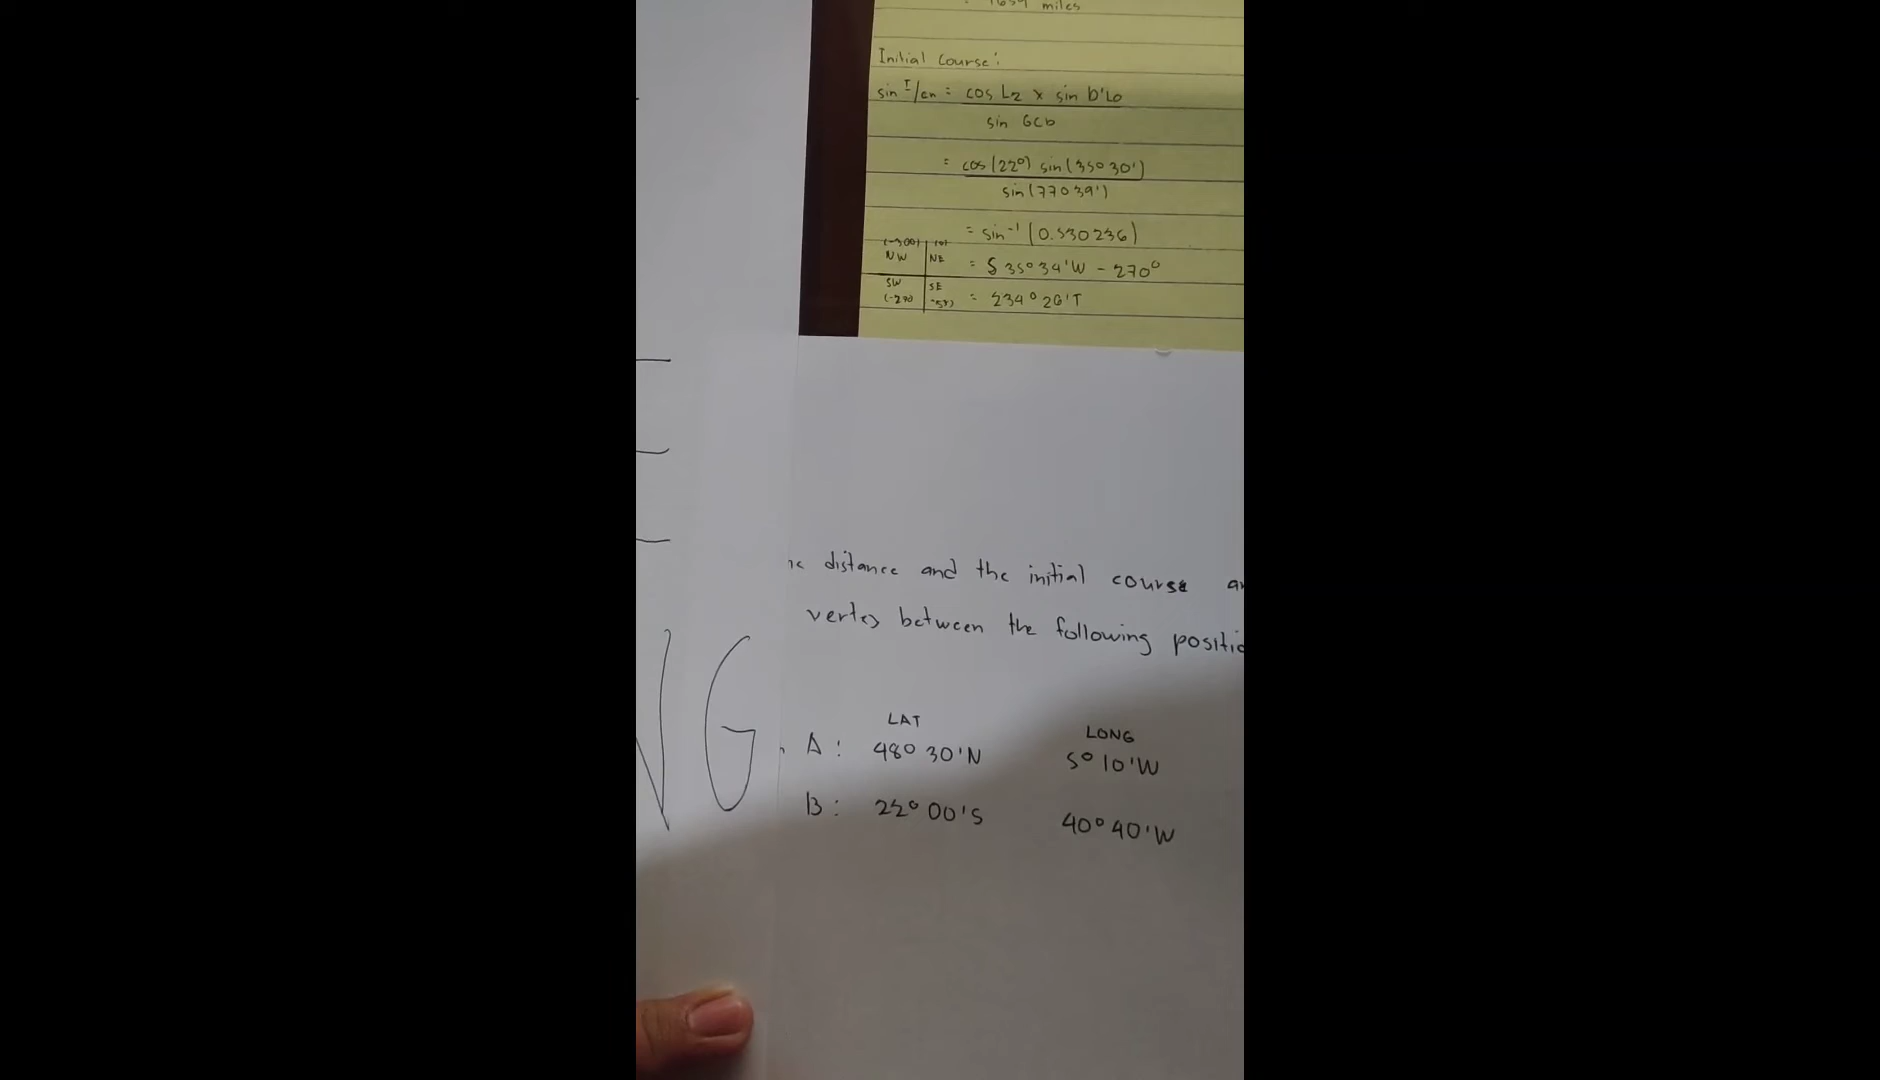 miles
Initial Course:
sin I/cn = cos L2 x sin D'Lo
sin GCD
= cos(22°) sin(35° 30')
sin(77°39')
= sin⁻¹ (0.530236)
NW NE = S 35°34'W - 270°
SW SE
(-270 = 234°26'T
distance and the initial course
vertex between the following
LAT LONG
A: 48° 30'N 5° 10'W
B: 22° 00'S 40° 40'W
G